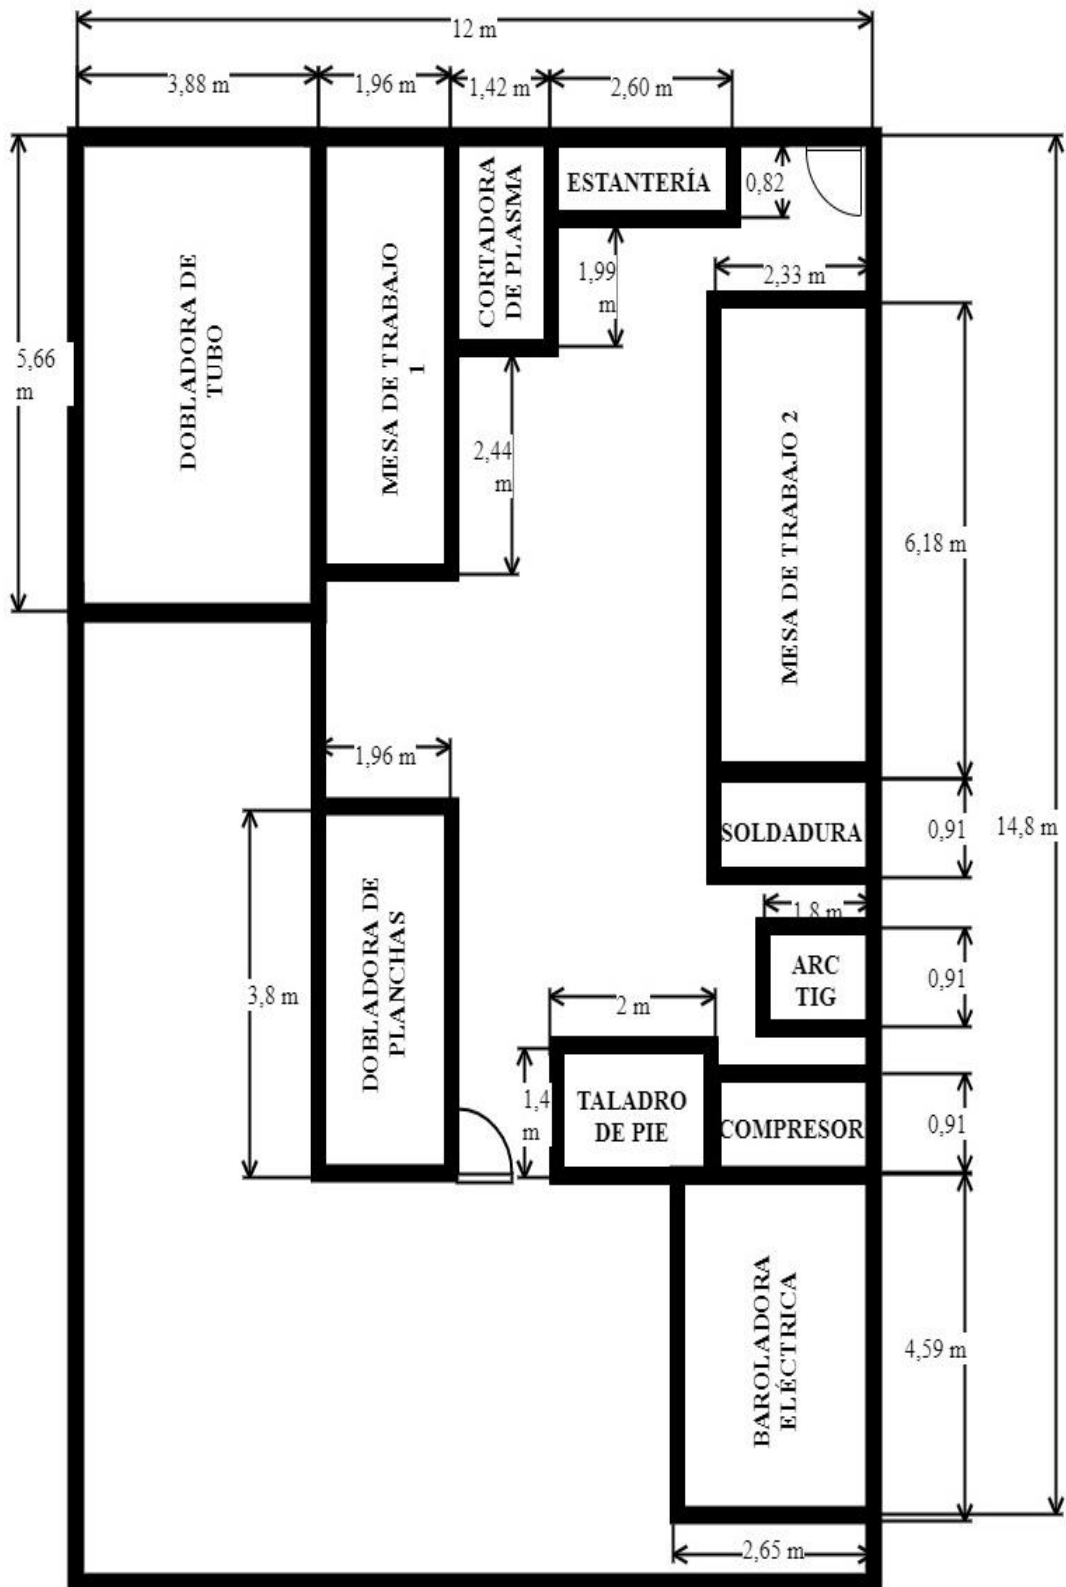 12 m
3,88 m
1,96 m
1,42 m
2,60 m
ESTANTERÍA
0,82
CORTADORA
DE PLASMA
1,99
m
2,33 m
DOBLADORA DE
TUBO
MESA DE TRABAJO
1
5,66
m
2,44
m
MESA DE TRABAJO 2
6,18 m
1,96 m
SOLDADURA
0,91
14,8 m
1,8 m
DOBLADORA DE
PLANCHAS
3,8 m
ARC
TIG
0,91
2 m
1,4
m
TALADRO
DE PIE
COMPRESOR
0,91
BAROLADORA
ELÉCTRICA
4,59 m
2,65 m